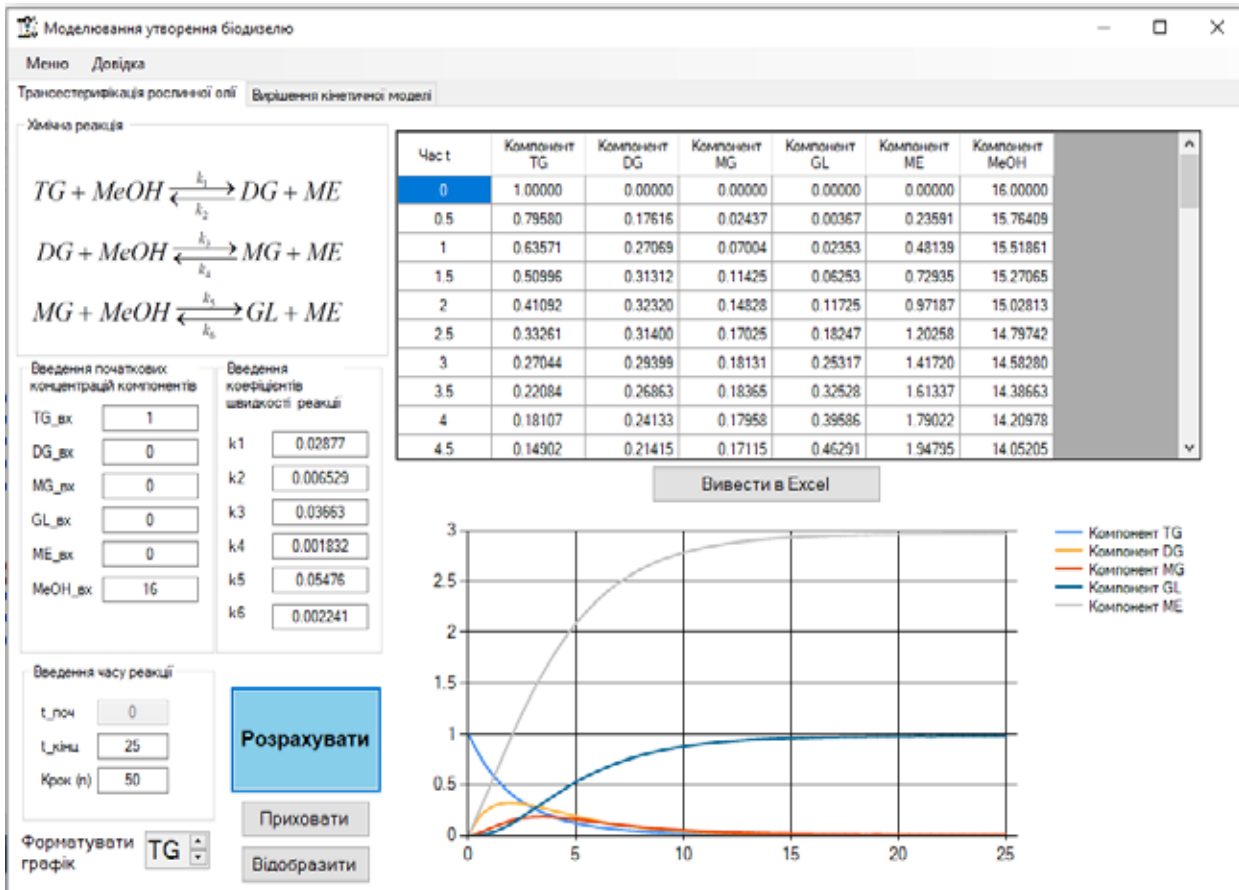 Моделювання утворення біодизелю
Меню Довідка
Трансестерифікація рослинної олії Вирішення кінетичної моделі
Хімічна реакція
TG + MeOH k₁ k₂ DG + ME
DG + MeOH k₃ k₄ MG + ME
MG + MeOH k₅ k₆ GL + ME
Введення початкових концентрацій компонентів
TG_вх 1
DG_вх 0
MG_вх 0
GL_вх 0
ME_вх 0
MeOH_вх 16
Введення коефіцієнтів швидкості реакції
k1 0.02877
k2 0.006529
k3 0.03663
k4 0.001832
k5 0.05476
k6 0.002241
Введення часу реакції
t_поч 0
t_кінц 25
Крок (n) 50
Форматувати графік TG
Розрахувати
Приховати
Відобразити
Час t Компонент TG Компонент DG Компонент MG Компонент GL Компонент ME Компонент MeOH
0 1.00000 0.00000 0.00000 0.00000 0.00000 16.00000
0.5 0.79580 0.17616 0.02437 0.00367 0.23591 15.76409
1 0.63571 0.27069 0.07004 0.02353 0.48139 15.51861
1.5 0.50996 0.31312 0.11425 0.06253 0.72935 15.27065
2 0.41092 0.32320 0.14828 0.11725 0.97187 15.02813
2.5 0.33261 0.31400 0.17025 0.18247 1.20258 14.79742
3 0.27044 0.29399 0.18131 0.25317 1.41720 14.58280
3.5 0.22084 0.26863 0.18365 0.32528 1.61337 14.38663
4 0.18107 0.24133 0.17958 0.39586 1.79022 14.20978
4.5 0.14902 0.21415 0.17115 0.46291 1.94795 14.05205
Вивести в Excel
3
2.5
2
1.5
1
0.5
0
0 5 10 15 20 25
Компонент TG
Компонент DG
Компонент MG
Компонент GL
Компонент ME